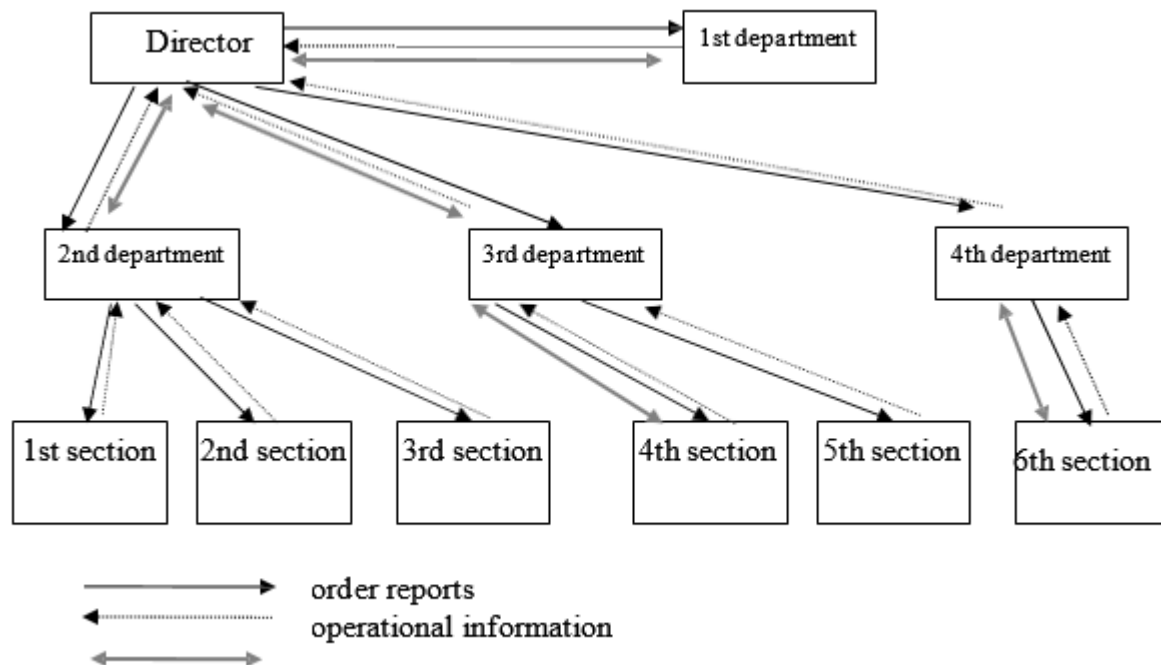 Director
1st department
2nd department
3rd department
4th department
1st section
2nd section
3rd section
4th section
5th section
6th section
order reports
operational information